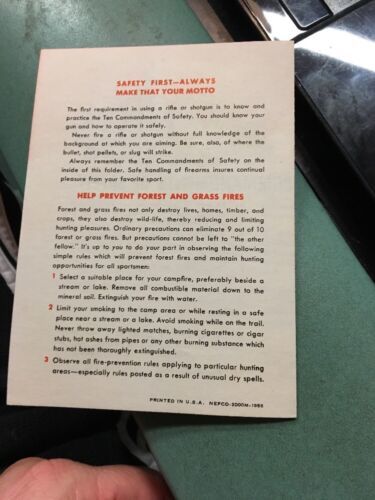 SAFETY FIRST—ALWAYS
MAKE THAT YOUR MOTTO
The first requirement in using a rifle or shotgun is to know and
practice the Ten Commandments of Safety. You should know your
gun and how to operate it safely.
Never fire a rifle or shotgun without full knowledge of the
background at which you are aiming. Be sure, also, of where the
bullet, shot pellets, or slug will strike.
Always remember the Ten Commandments of Safety on the
inside of this folder. Safe handling of firearms insures continual
pleasure from your favorite sport.
HELP PREVENT FOREST AND GRASS FIRES
Forest and grass fires not only destroy lives, homes, timber, and
crops, they also destroy wild-life, thereby reducing and limiting
hunting pleasures. Ordinary precautions can eliminate 9 out of 10
forest or grass fires. But precautions cannot be left to "the other
fellow." It's up to you to do your part in observing the following
simple rules which will prevent forest fires and maintain hunting
opportunities for all sportsmen:
1 Select a suitable place for your campfire, preferably beside a
stream or lake. Remove all combustible material down to the
mineral soil. Extinguish your fire with water.
2 Limit your smoking to the camp area or while resting in a safe
place near a stream or a lake. Avoid smoking while on the trail.
Never throw away lighted matches, burning cigarettes or cigar
stubs, hot ashes from pipes or any other burning substance which
has not been thoroughly extinguished.
3 Observe all fire-prevention rules applying to particular hunting
areas—especially rules posted as a result of unusual dry spells.
PRINTED IN U.S.A. NEFCO-2000M-1955